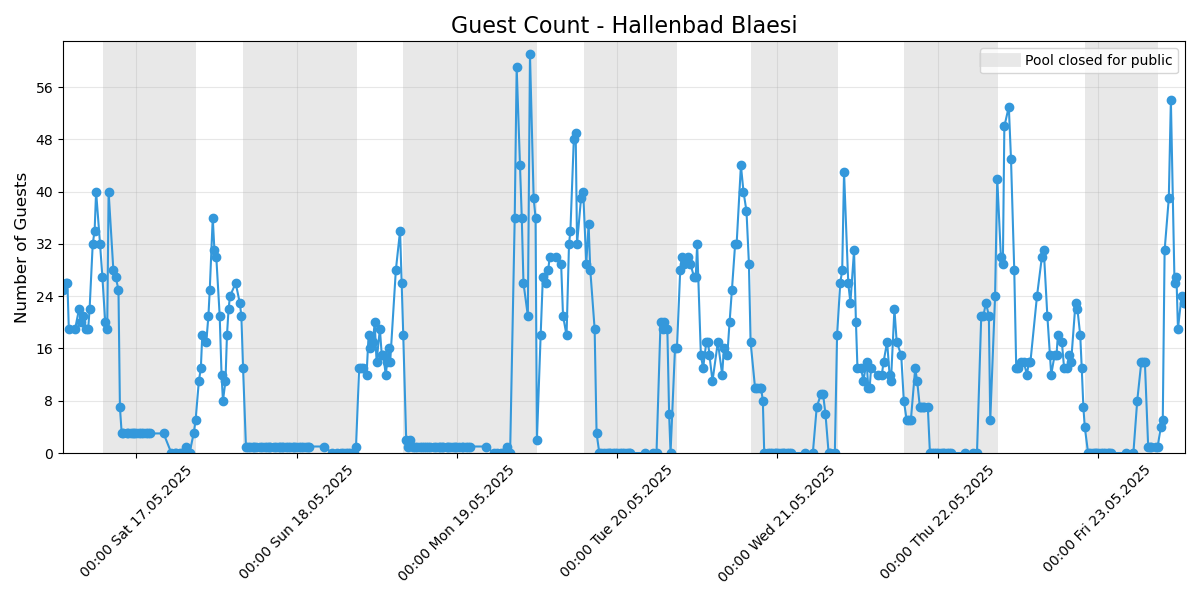 Guest Count - Hallenbad Blaesi
Pool closed for public
Number of Guests
56
48
40
32
24
16
8
0
00:00 Sat 17.05.2025
00:00 Sun 18.05.2025
00:00 Mon 19.05.2025
00:00 Tue 20.05.2025
00:00 Wed 21.05.2025
00:00 Thu 22.05.2025
00:00 Fri 23.05.2025